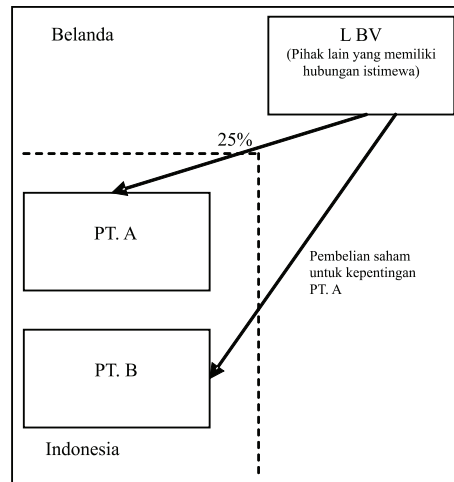 Belanda
L BV
(Pihak lain yang memiliki
hubungan istimewa)
25%
PT. A
Pembelian saham
untuk kepentingan
PT. A
PT. B
Indonesia